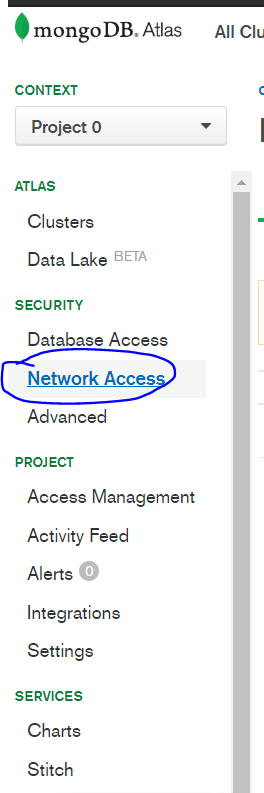 mongoDB. Atlas All Clu
CONTEXT
Project 0
ATLAS
Clusters
Data Lake BETA
SECURITY
Database Access
Network Access
Advanced
PROJECT
Access Management
Activity Feed
Alerts 0
Integrations
Settings
SERVICES
Charts
Stitch